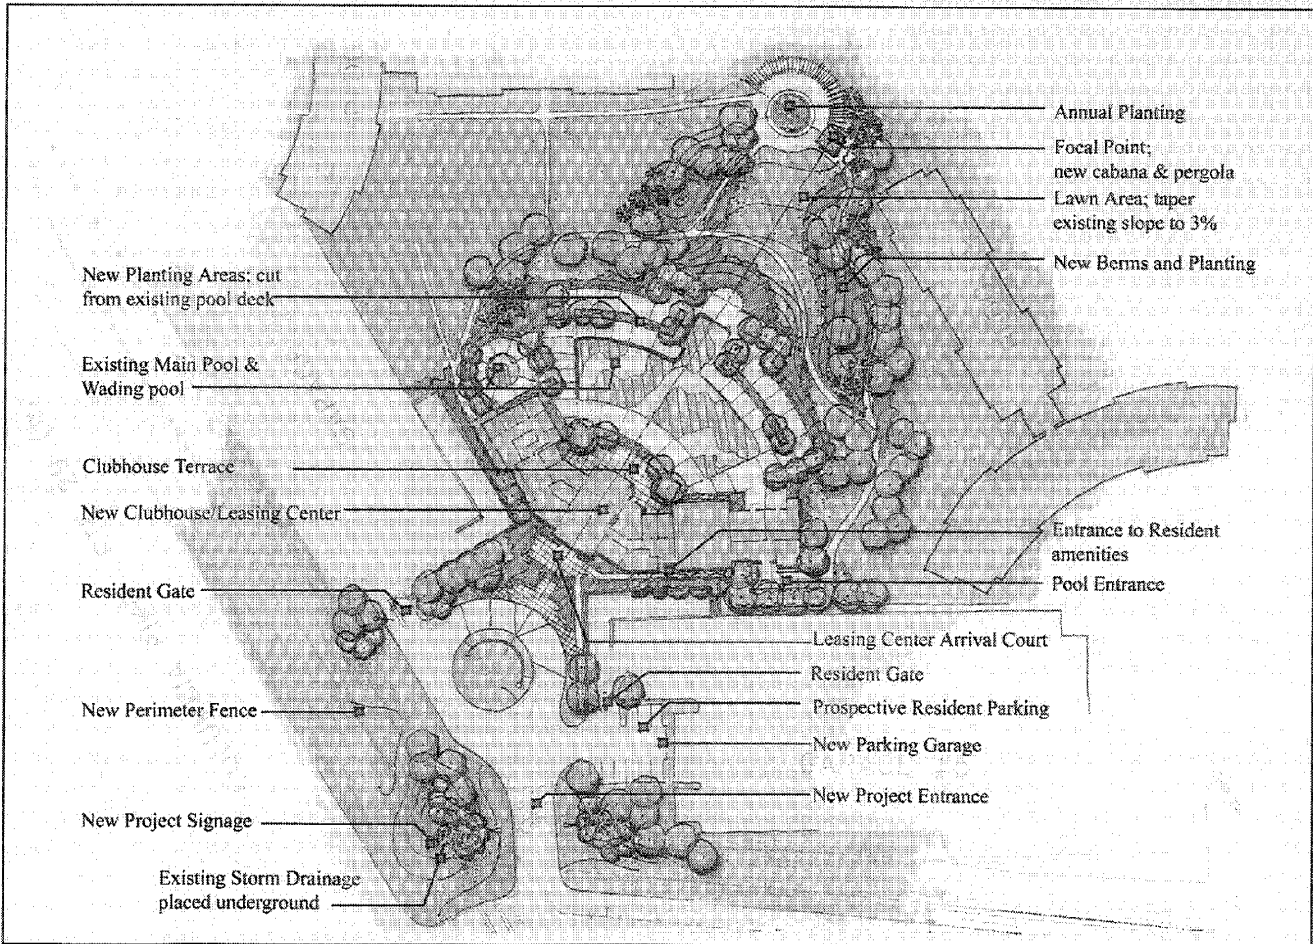 Annual Planting
Focal Point;
new cabana & pergola
Lawn Area; taper
existing slope to 3%
New Berms and Planting
New Planting Areas; cut
from existing pool deck
Existing Main Pool &
Wading pool
Clubhouse Terrace
New Clubhouse/Leasing Center
Entrance to Resident
amenities
Pool Entrance
Resident Gate
Leasing Center Arrival Court
Resident Gate
Prospective Resident Parking
New Perimeter Fence
New Parking Garage
New Project Entrance
New Project Signage
Existing Storm Drainage
placed underground